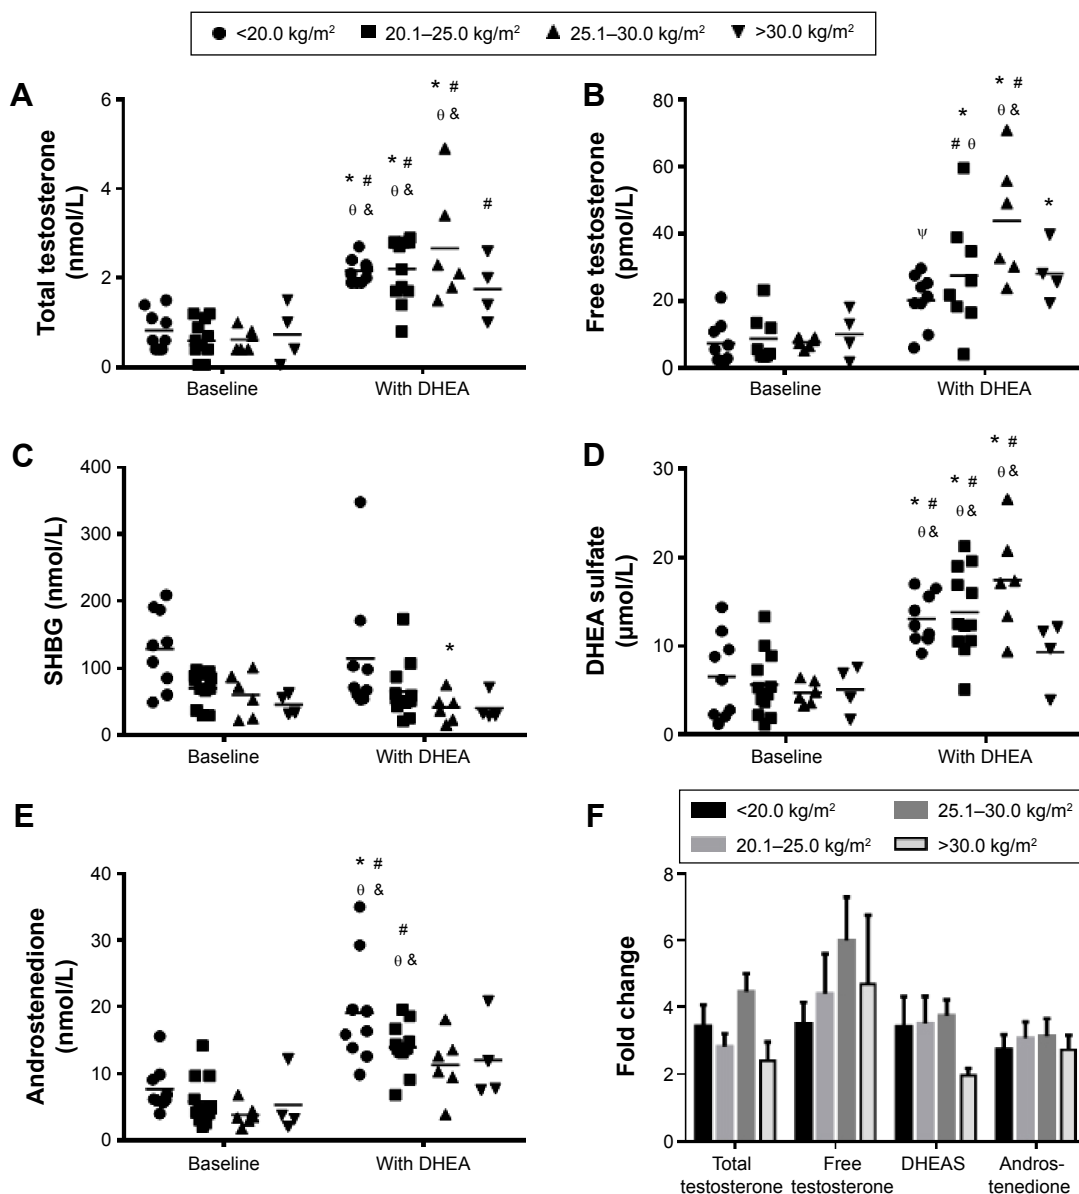 <20.0 kg/m² 20.1–25.0 kg/m² 25.1–30.0 kg/m² >30.0 kg/m²
A
Total testosterone
(nmol/L)
6
4
2
0
* #
θ &
* #
θ &
* #
θ &
#
Baseline With DHEA
B
Free testosterone
(pmol/L)
80
60
40
20
0
ψ
*
# θ
* #
θ &
*
Baseline With DHEA
C
SHBG (nmol/L)
400
300
200
100
0
*
Baseline With DHEA
D
DHEA sulfate
(µmol/L)
30
20
10
0
* #
θ &
* #
θ &
* #
θ &
Baseline With DHEA
E
Androstenedione
(nmol/L)
40
30
20
10
0
* #
θ &
#
θ &
Baseline With DHEA
F
<20.0 kg/m² 25.1–30.0 kg/m²
20.1–25.0 kg/m² >30.0 kg/m²
Fold change
8
6
4
2
0
Total Free DHEAS Andros-
testosterone testosterone tenedione